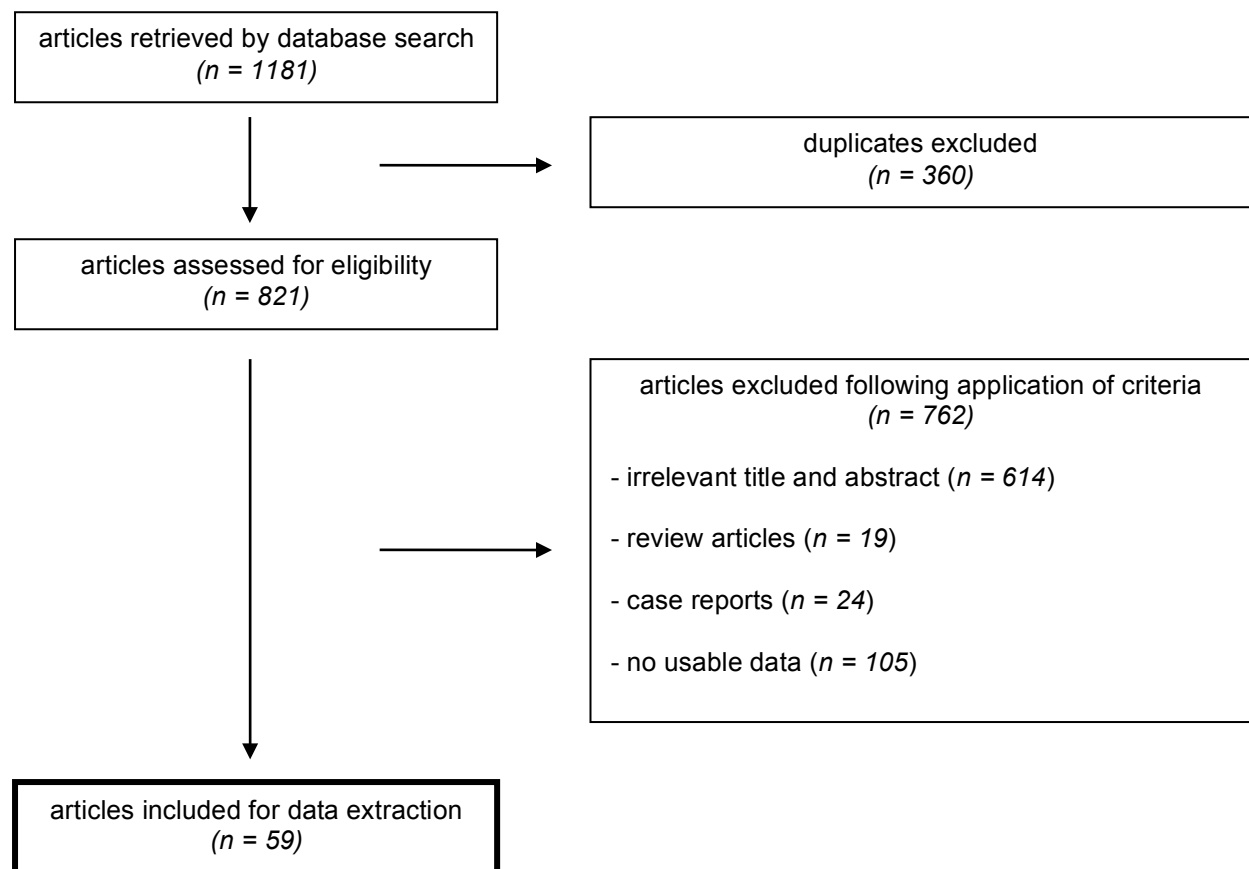 articles retrieved by database search
(n = 1181)
duplicates excluded
(n = 360)
articles assessed for eligibility
(n = 821)
articles excluded following application of criteria
(n = 762)
- irrelevant title and abstract (n = 614)
- review articles (n = 19)
- case reports (n = 24)
- no usable data (n = 105)
articles included for data extraction
(n = 59)